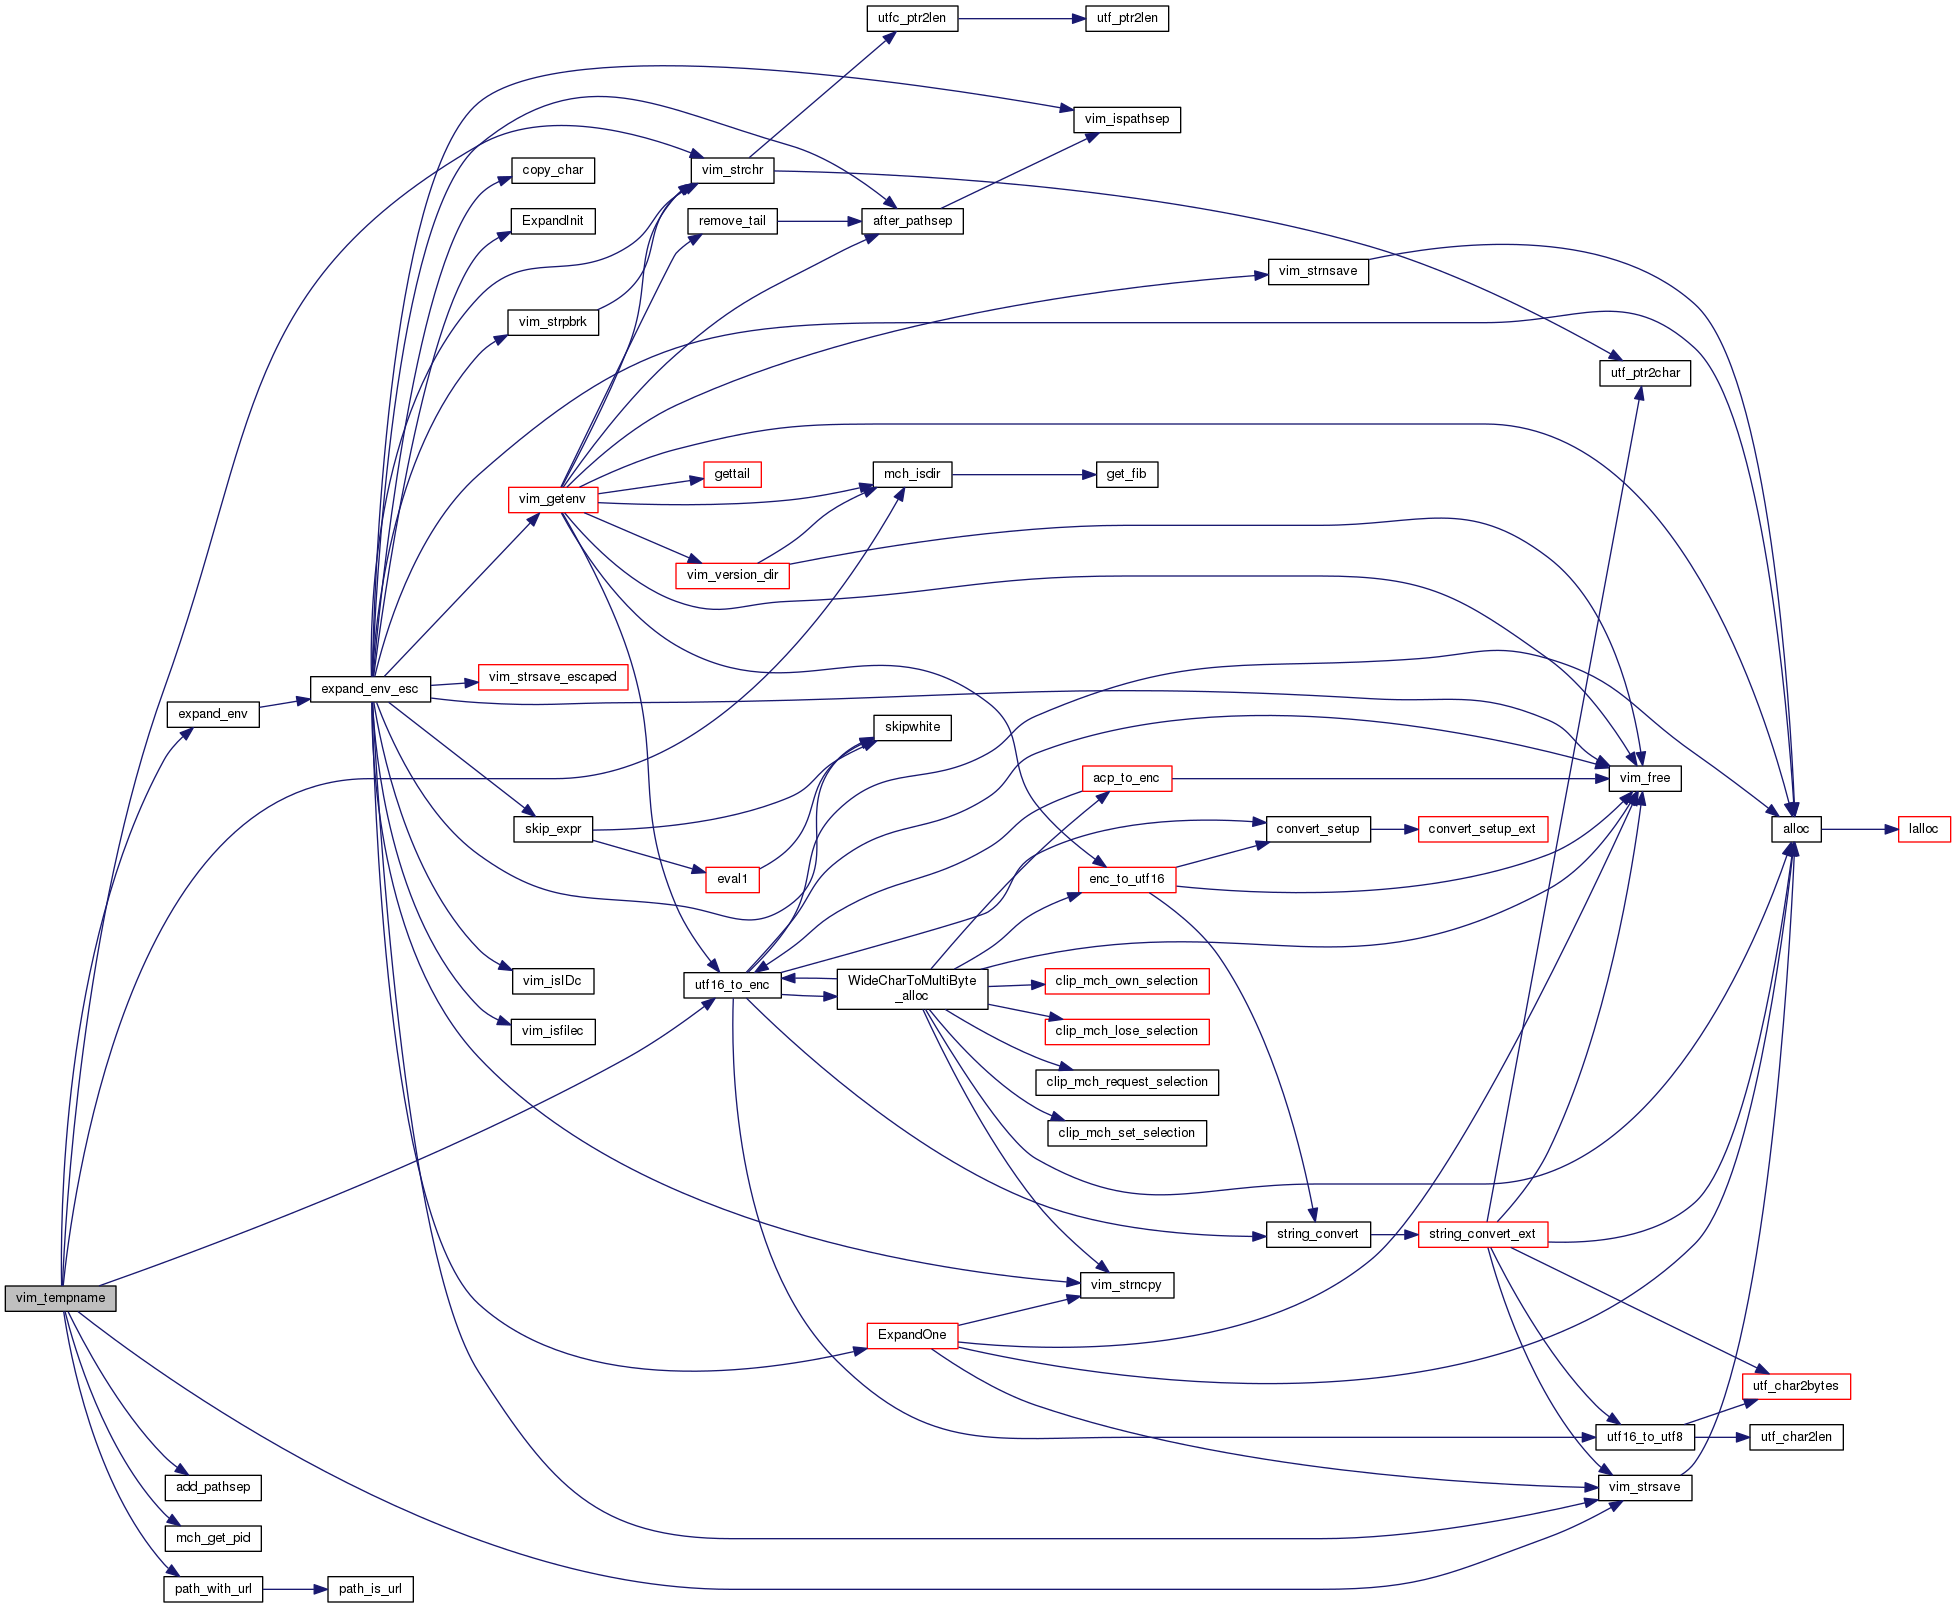 utfc_ptr2len
utf_ptr2len
vim_ispathsep
copy_char
vim_strchr
ExpandInit
remove_tail
after_pathsep
vim_strnsave
vim_strpbrk
utf_ptr2char
gettail
mch_isdir
get_fib
vim_getenv
vim_version_dir
vim_strsave_escaped
expand_env_esc
expand_env
skipwhite
acp_to_enc
vim_free
skip_expr
convert_setup
convert_setup_ext
alloc
lalloc
eval1
enc_to_utf16
vim_isIDc
utf16_to_enc
WideCharToMultiByte
_alloc
clip_mch_own_selection
vim_isfilec
clip_mch_lose_selection
clip_mch_request_selection
clip_mch_set_selection
string_convert
string_convert_ext
vim_strncpy
vim_tempname
ExpandOne
utf_char2bytes
utf16_to_utf8
utf_char2len
add_pathsep
vim_strsave
mch_get_pid
path_with_url
path_is_url